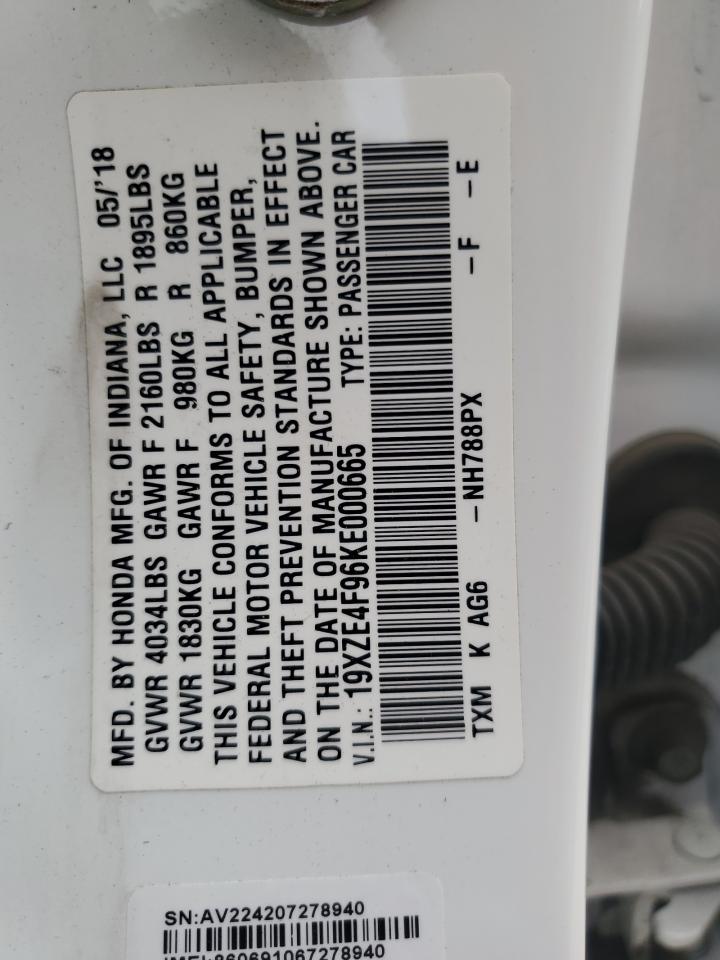 MFD. BY HONDA MFG. OF INDIANA, LLC 05/'18
GVWR 4034LBS GAWR F 2160LBS R 1895LBS
GVWR 1830KG GAWR F 980KG R 860KG
THIS VEHICLE CONFORMS TO ALL APPLICABLE
FEDERAL MOTOR VEHICLE SAFETY, BUMPER,
AND THEFT PREVENTION STANDARDS IN EFFECT
ON THE DATE OF MANUFACTURE SHOWN ABOVE.
V.I.N.: 19XZE4F96KE000665 TYPE: PASSENGER CAR
TXM K AG6 -NH788PX -F -E
SN:AV224207278940
IMEI:860691067278940